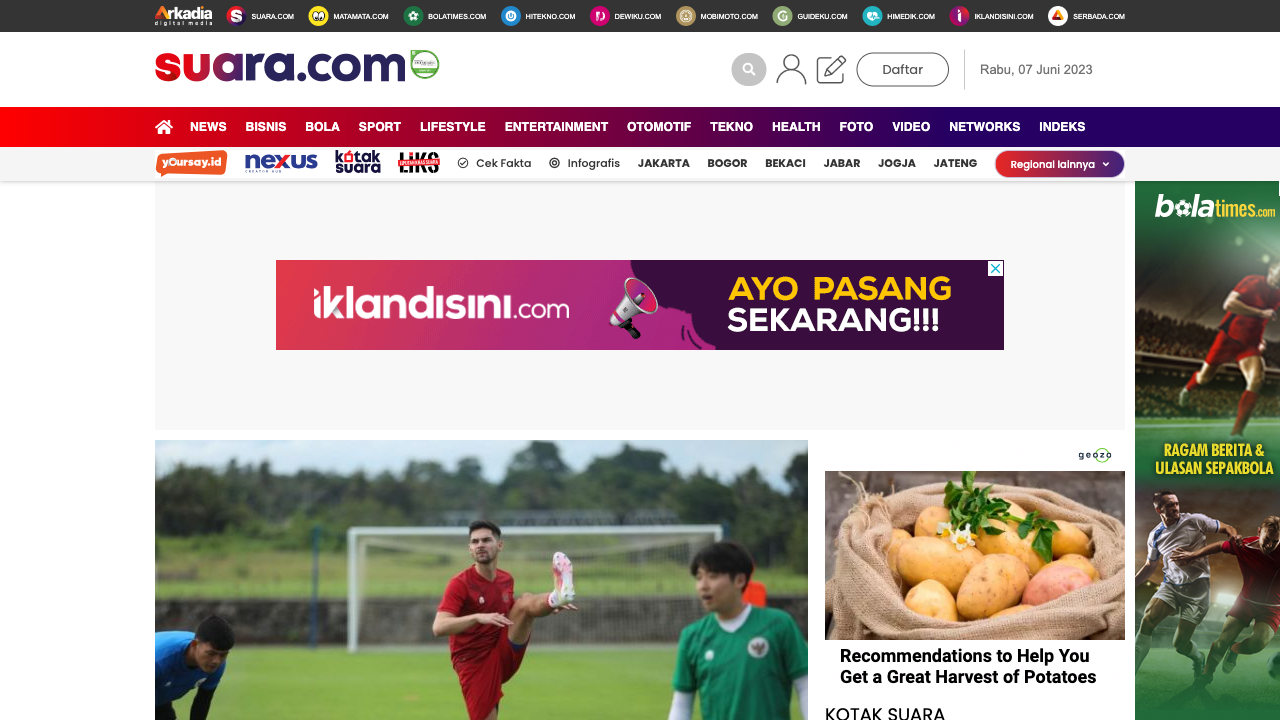 Arkadia
digital media
SUARA.COM
MATAMATA.COM
BOLATIMES.COM
HITEKNO.COM
DEWIKU.COM
MOBIMOTO.COM
GUIDEKU.COM
HIMEDIK.COM
IKLANDISINI.COM
SERBADA.COM
suara.com
Daftar
Rabu, 07 Juni 2023
NEWS BISNIS BOLA SPORT LIFESTYLE ENTERTAINMENT OTOMOTIF TEKNO HEALTH FOTO VIDEO NETWORKS INDEKS
yOursay.id
nexus
CREATOR HUB
kotak
suara
LIKS
Cek Fakta
Infografis
JAKARTA BOGOR BEKACI JABAR JOGJA JATENG
Regional lainnya
iklandisini.com
AYO PASANG
SEKARANG!!!
bolatimes.com
RAGAM BERITA &
ULASAN SEPAKBOLA
geozo
Recommendations to Help You
Get a Great Harvest of Potatoes
KOTAK SUARA